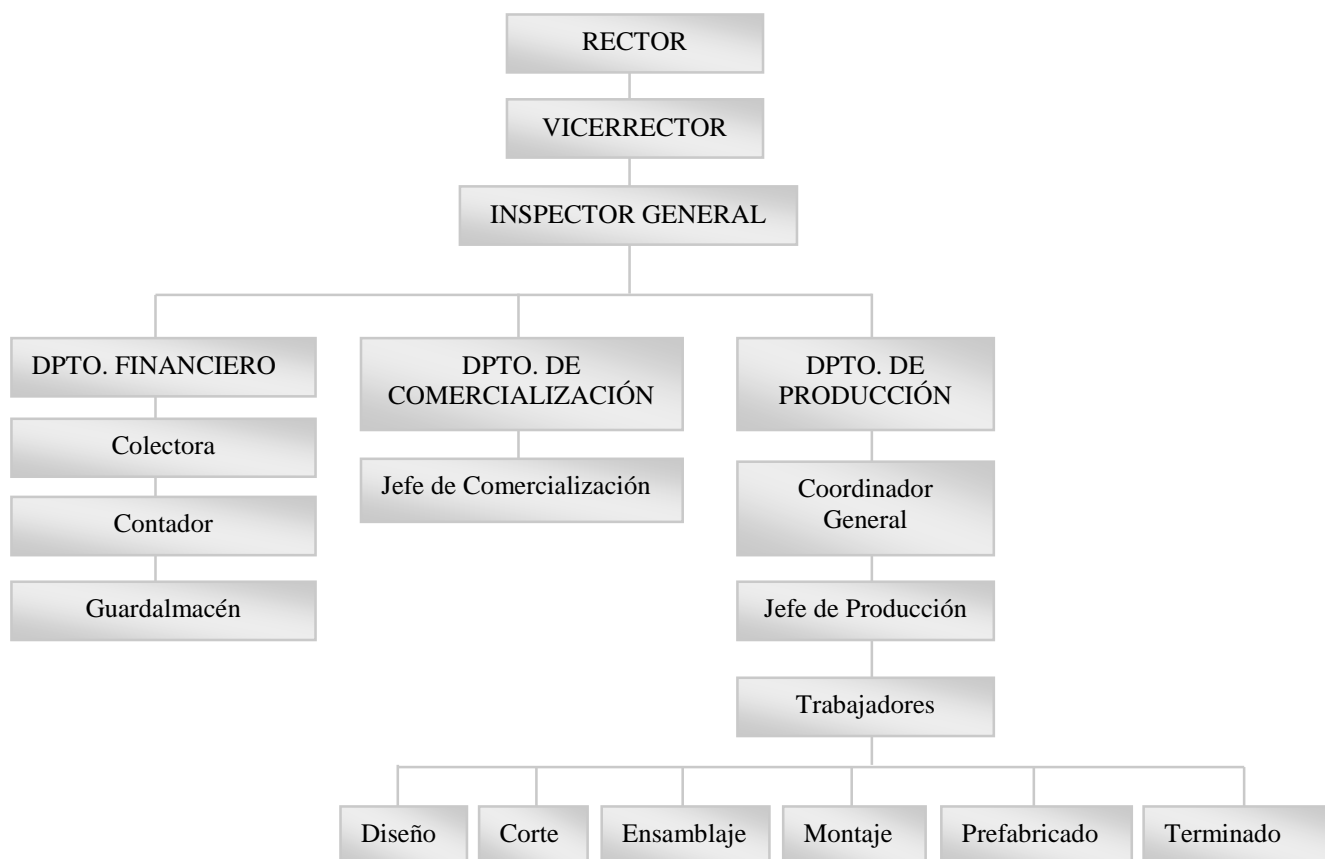 RECTOR
VICERRECTOR
INSPECTOR GENERAL
DPTO. FINANCIERO
DPTO. DE
COMERCIALIZACIÓN
DPTO. DE
PRODUCCIÓN
Colectora
Contador
Guardalmacén
Jefe de Comercialización
Coordinador
General
Jefe de Producción
Trabajadores
Diseño
Corte
Ensamblaje
Montaje
Prefabricado
Terminado